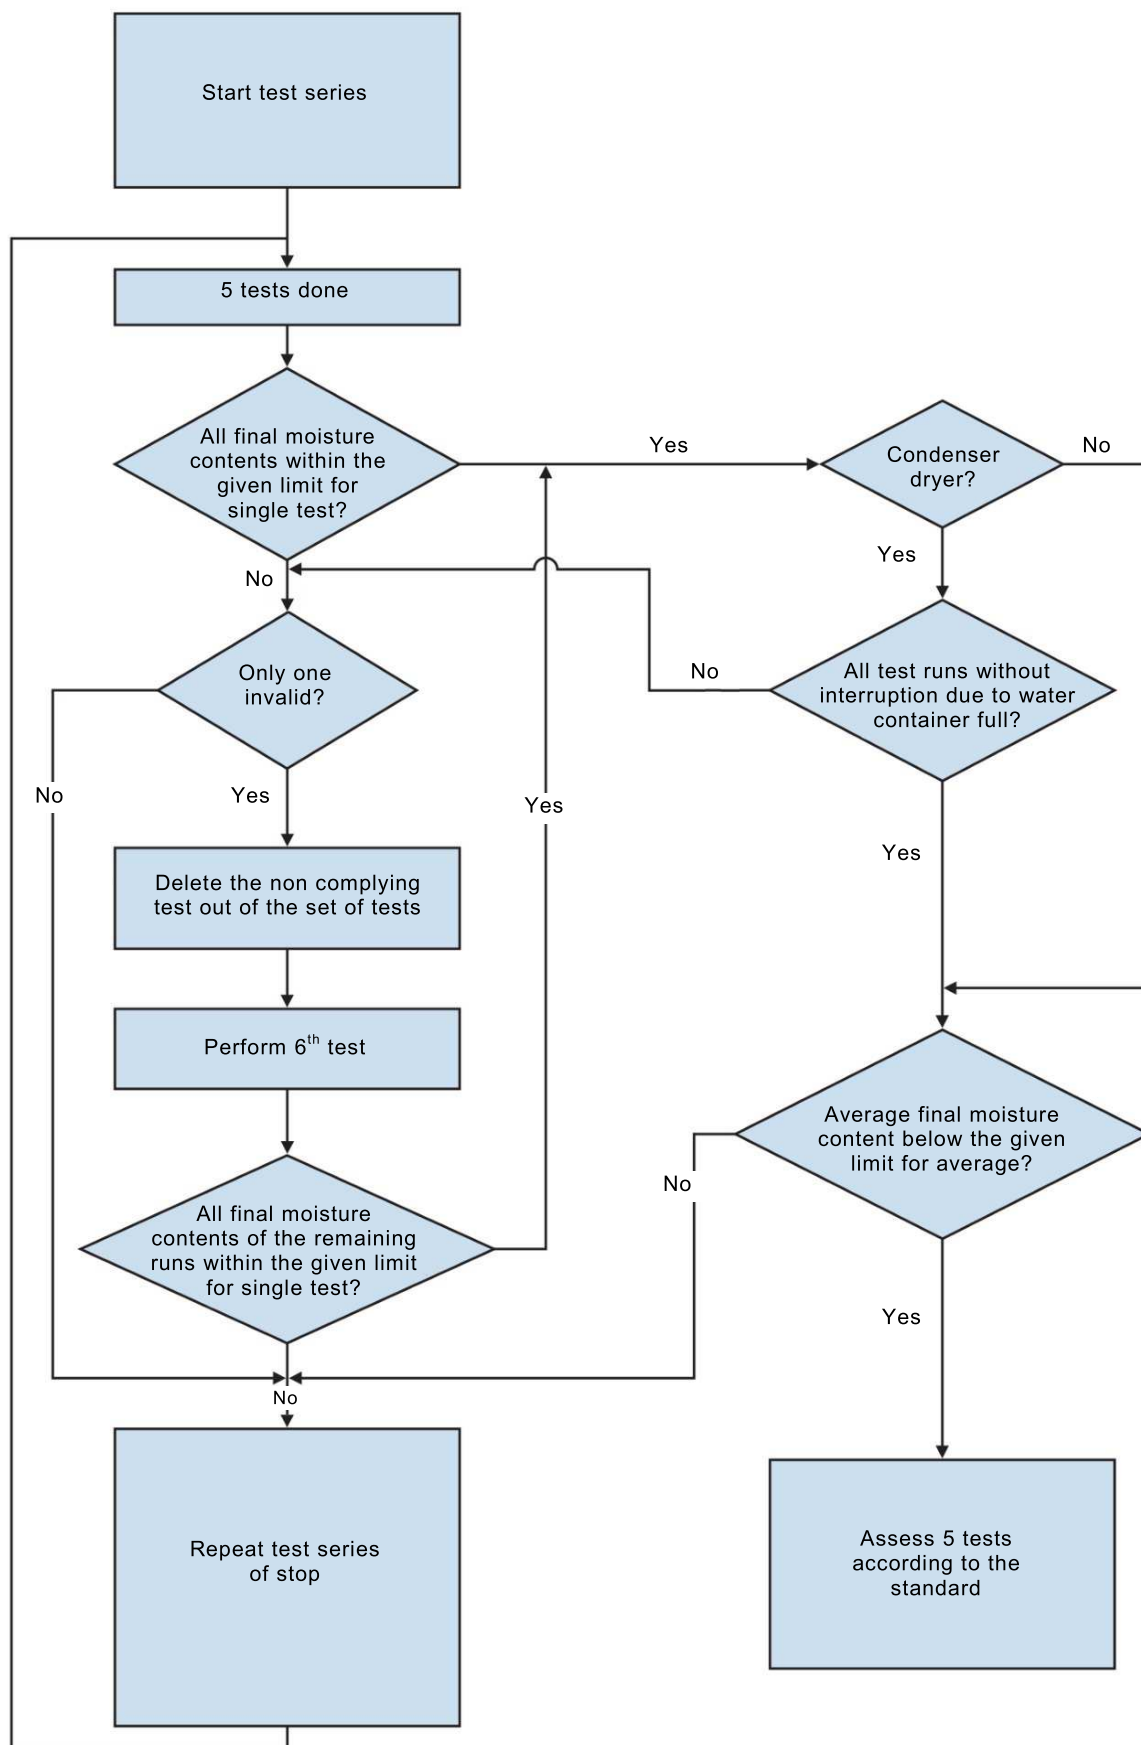 Start test series
5 tests done
All final moisture
contents within the
given limit for
single test?
Yes
Condenser
dryer?
No
Yes
No
Only one
invalid?
No
All test runs without
interruption due to water
container full?
No
Yes
Yes
Yes
Delete the non complying
test out of the set of tests
Perform 6th test
Average final moisture
content below the given
limit for average?
No
All final moisture
contents of the remaining
runs within the given limit
for single test?
Yes
No
Repeat test series
of stop
Assess 5 tests
according to the
standard